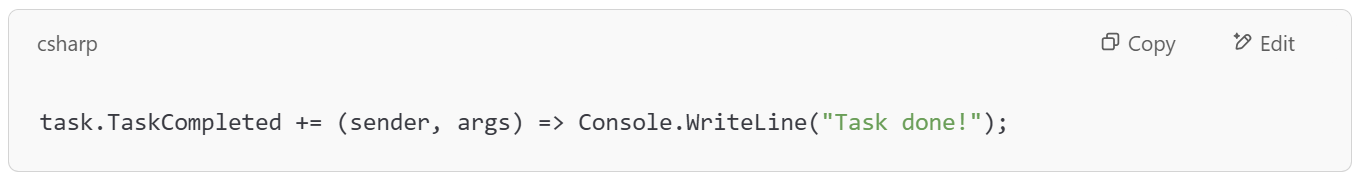 csharp Copy Edit
task.TaskCompleted += (sender, args) => Console.WriteLine("Task done!");